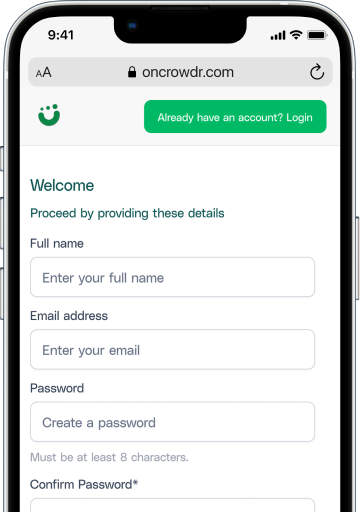 9:41
AA oncrowdr.com
Already have an account? Login
Welcome
Proceed by providing these details
Full name
Enter your full name
Email address
Enter your email
Password
Create a password
Must be at least 8 characters.
Confirm Password*